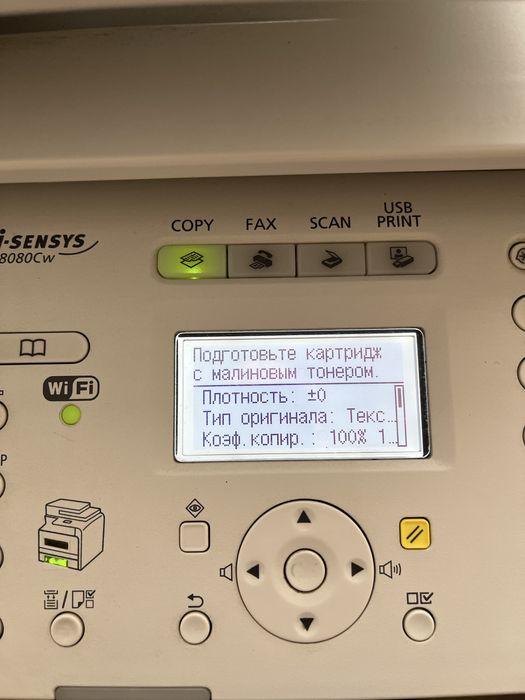 COPY
FAX
SCAN
USB
PRINT
i-SENSYS
8080Cw
Wi Fi
Подготовьте картридж
с малиновым тонером.
Плотность: ±0
Тип оригинала: Текс...
Коэф.копир.: 100% 1...
P